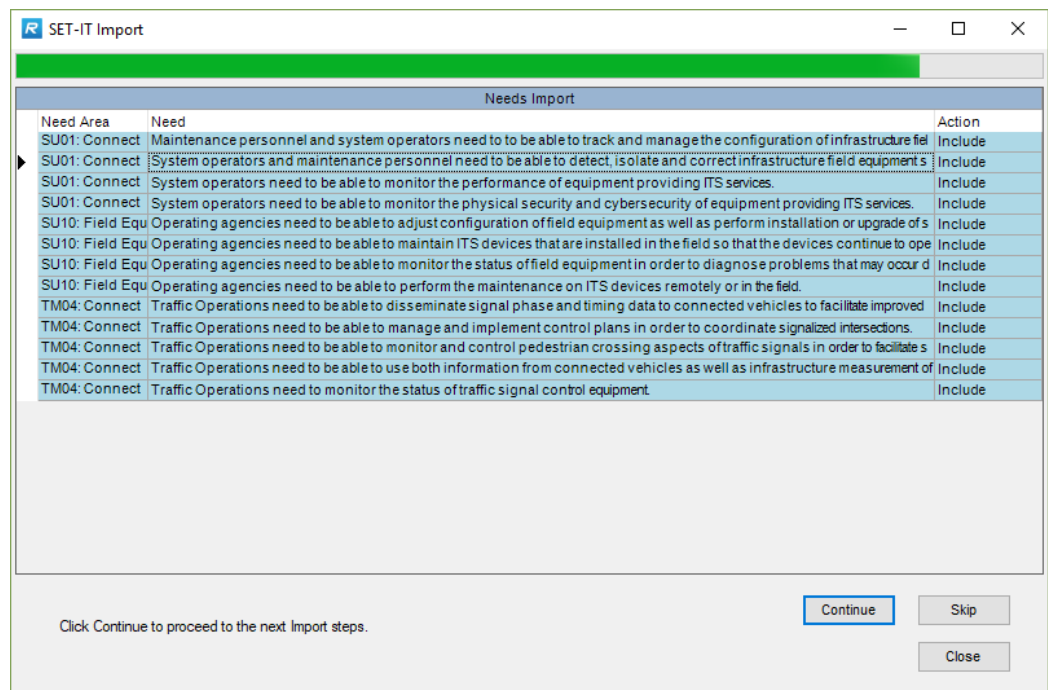 R SET-IT Import
Needs Import
Need Area Need Action
SU01: Connect Maintenance personnel and system operators need to to be able to track and manage the configuration of infrastructure fiel Include
SU01: Connect System operators and maintenance personnel need to be able to detect, isolate and correct infrastructure field equipment s Include
SU01: Connect System operators need to be able to monitor the performance of equipment providing ITS services. Include
SU01: Connect System operators need to be able to monitor the physical security and cybersecurity of equipment providing ITS services. Include
SU10: Field Equ Operating agencies need to be able to adjust configuration of field equipment as well as perform installation or upgrade of s Include
SU10: Field Equ Operating agencies need to be able to maintain ITS devices that are installed in the field so that the devices continue to ope Include
SU10: Field Equ Operating agencies need to be able to monitor the status of field equipment in order to diagnose problems that may occur d Include
SU10: Field Equ Operating agencies need to be able to perform the maintenance on ITS devices remotely or in the field. Include
TM04: Connect Traffic Operations need to be able to disseminate signal phase and timing data to connected vehicles to facilitate improved Include
TM04: Connect Traffic Operations need to be able to manage and implement control plans in order to coordinate signalized intersections. Include
TM04: Connect Traffic Operations need to be able to monitor and control pedestrian crossing aspects of traffic signals in order to facilitate s Include
TM04: Connect Traffic Operations need to be able to use both information from connected vehicles as well as infrastructure measurement of Include
TM04: Connect Traffic Operations need to monitor the status of traffic signal control equipment. Include
Continue Skip
Click Continue to proceed to the next Import steps.
Close